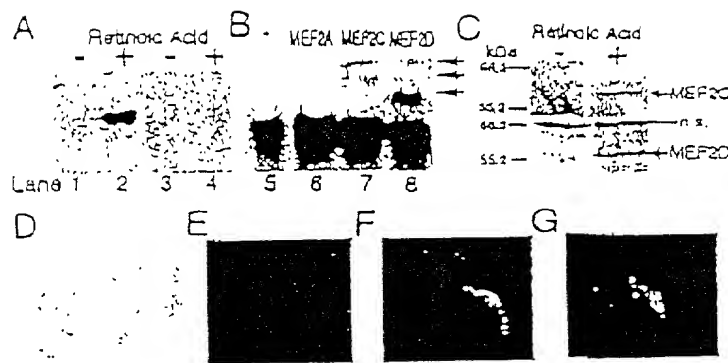 A
Retinoic Acid
- + - +
Lane 1 2 3 4
B
- MEF2A MEF2C MEF2D
5 6 7 8
C
Retinoic Acid
kDa - +
MEF2C
55.2
n.s.
MEF2D
55.2
D
E
F
G